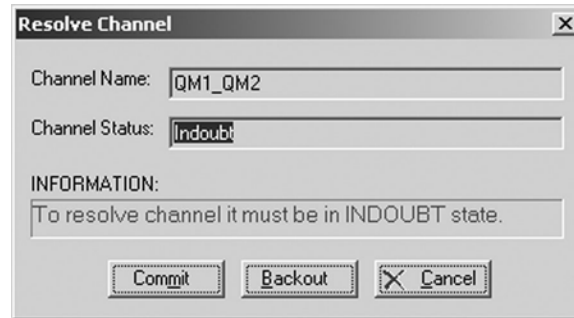 Resolve Channel
Channel Name: QM1_QM2
Channel Status: Indoubt
INFORMATION:
To resolve channel it must be in INDOUBT state.
Commit Backout Cancel